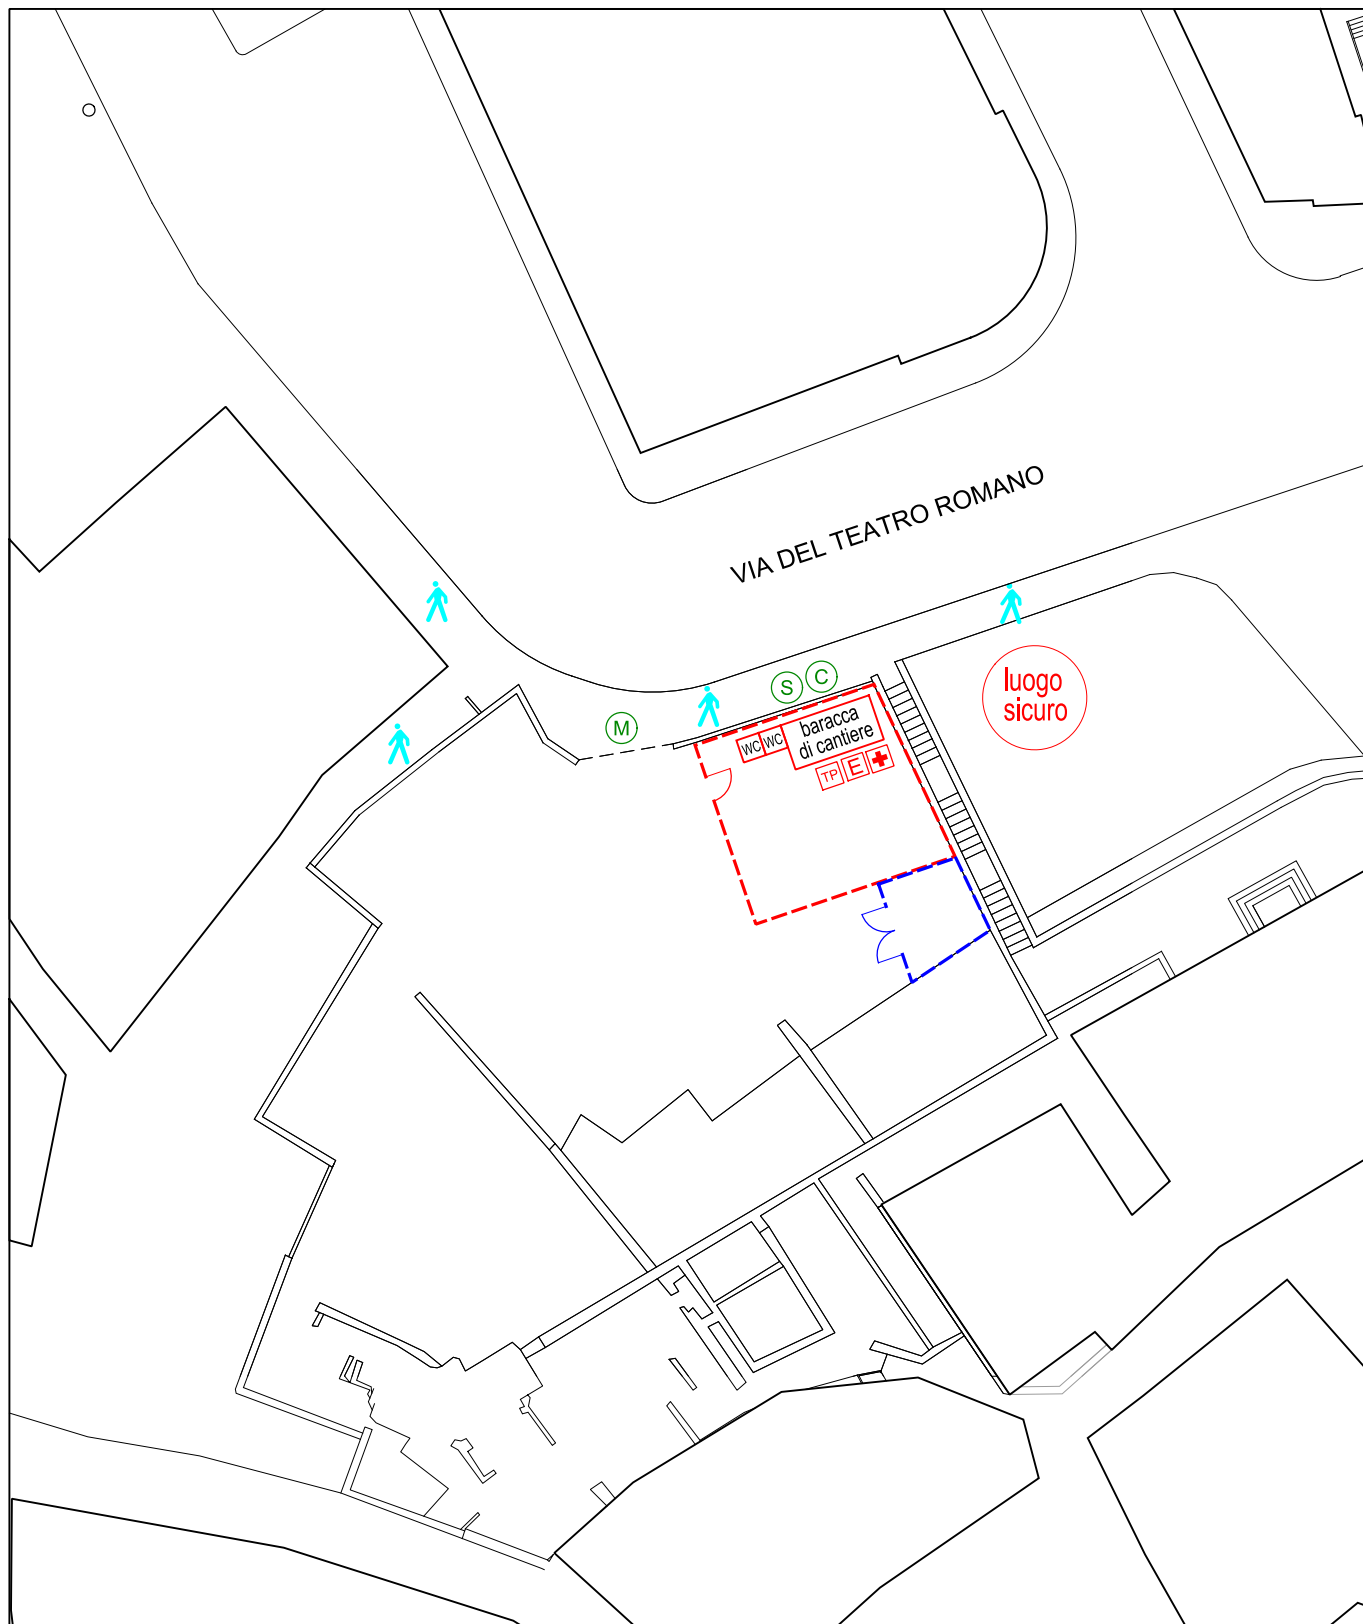 VIA DEL TEATRO ROMANO
luogo
sicuro
S C
M
WC WC baracca
di cantiere
TP E